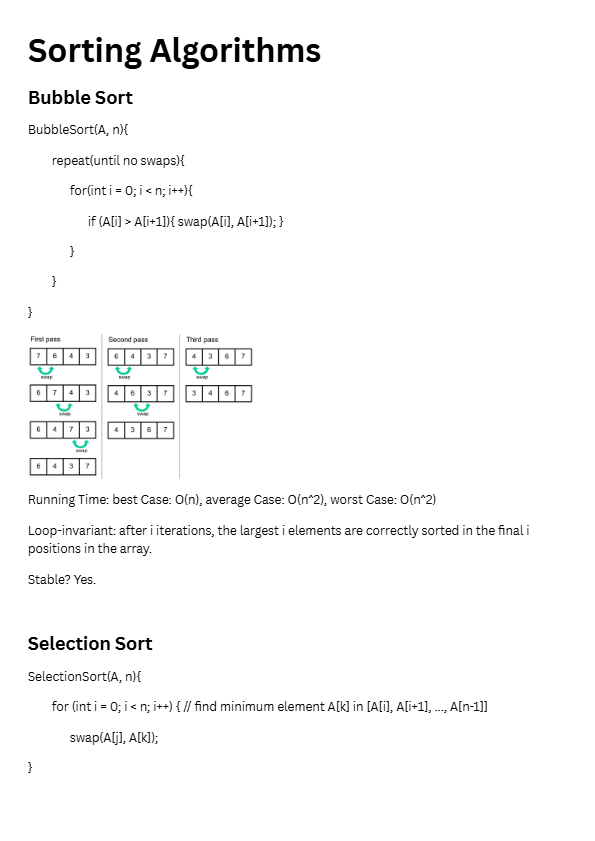 Sorting Algorithms
Bubble Sort
BubbleSort(A, n){
repeat(until no swaps){
for(int i = 0; i < n; i++){
if (A[i] > A[i+1]){ swap(A[i], A[i+1]); }
}
}
}
First pass
7 6 4 3
swap
6 7 4 3
swap
6 4 7 3
swap
6 4 3 7
Second pass
6 4 3 7
swap
4 6 3 7
swap
4 3 6 7
Third pass
4 3 6 7
swap
3 4 6 7
Running Time: best Case: O(n), average Case: O(n^2), worst Case: O(n^2)
Loop-invariant: after i iterations, the largest i elements are correctly sorted in the final i
positions in the array.
Stable? Yes.
Selection Sort
SelectionSort(A, n){
for (int i = 0; i < n; i++) { // find minimum element A[k] in [A[i], A[i+1], ..., A[n-1]]
swap(A[j], A[k]);
}